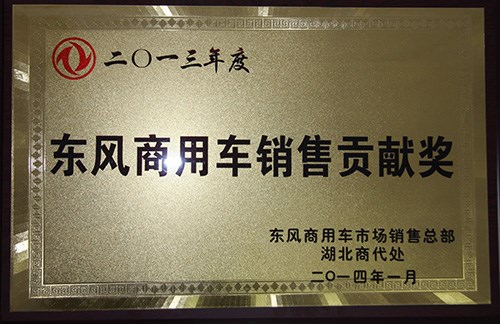 二〇一三年度
东风商用车销售贡献奖
东风商用车市场销售总部
湖北商代处
二〇一四年一月